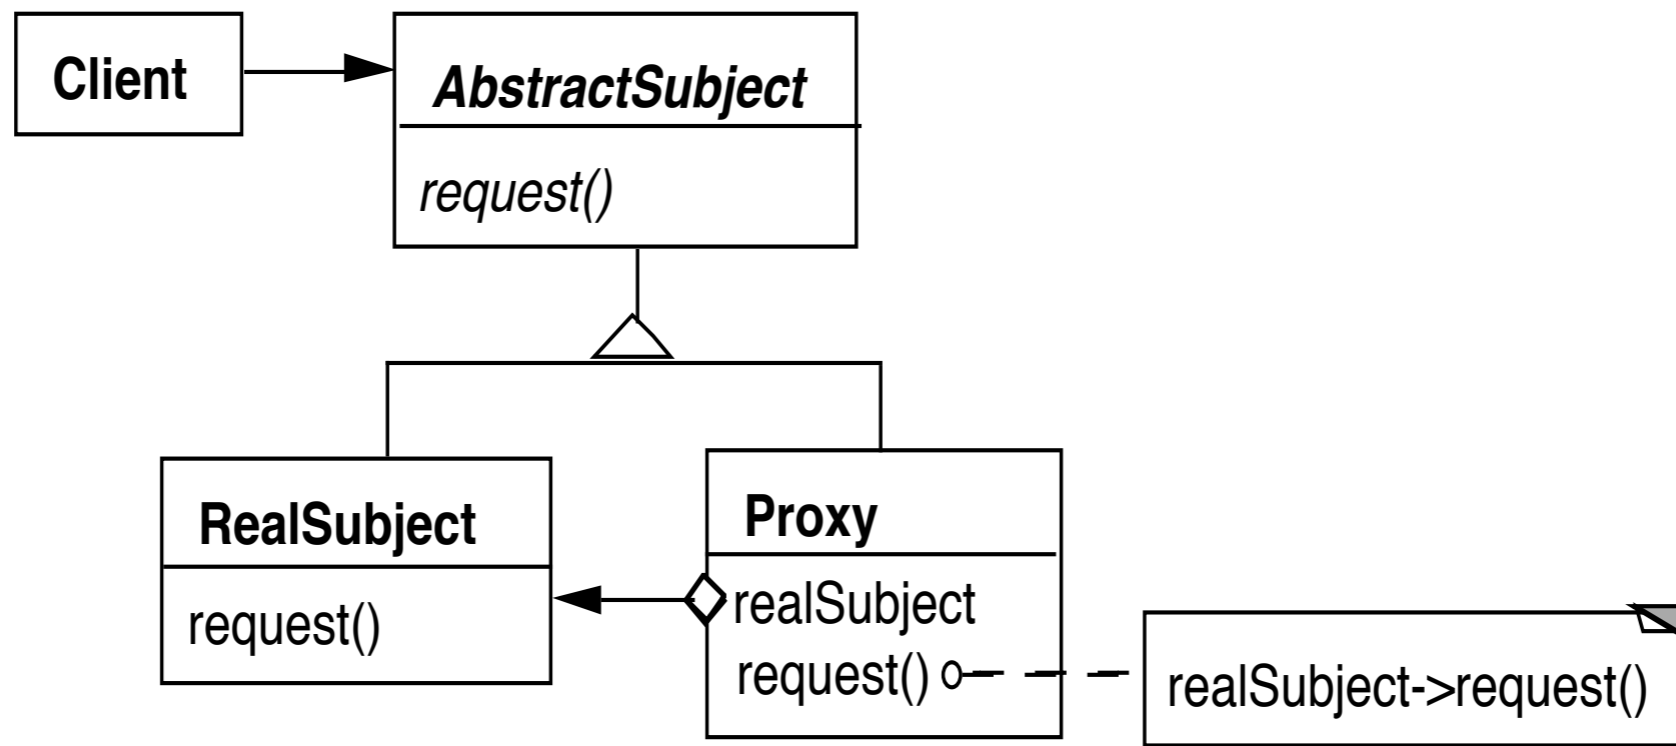 Client
AbstractSubject
request()
RealSubject
request()
Proxy
realSubject
request()
realSubject->request()